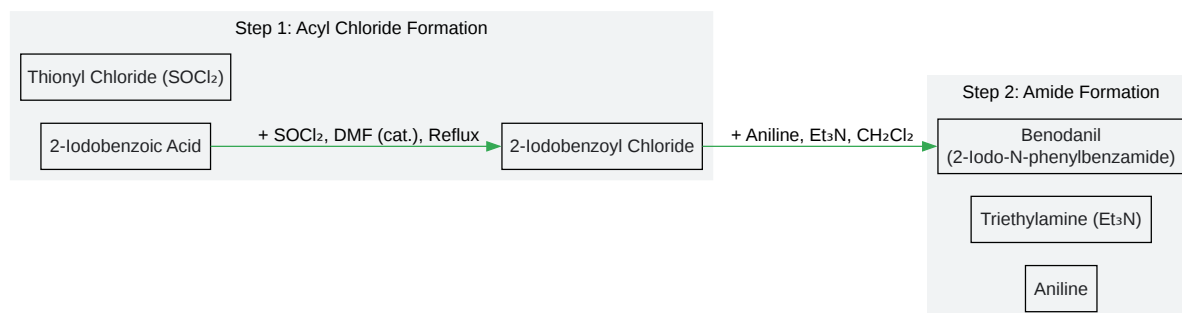 Step 1: Acyl Chloride Formation
Thionyl Chloride (SOCl₂)
2-Iodobenzoic Acid
+ SOCl₂, DMF (cat.), Reflux
2-Iodobenzoyl Chloride
+ Aniline, Et₃N, CH₂Cl₂
Step 2: Amide Formation
Benodanil
(2-Iodo-N-phenylbenzamide)
Triethylamine (Et₃N)
Aniline